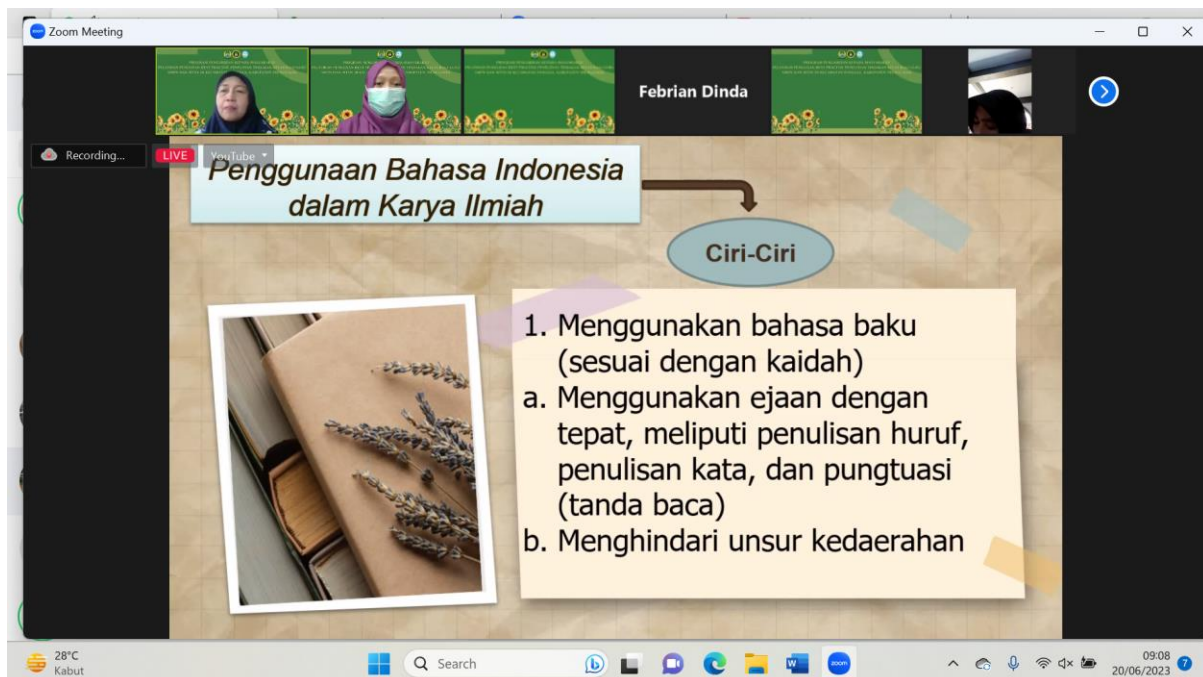 Zoom Meeting
Febrian Dinda
Recording...
LIVE
YouTube
Penggunaan Bahasa Indonesia
dalam Karya Ilmiah
Ciri-Ciri
1. Menggunakan bahasa baku
(sesuai dengan kaidah)
a. Menggunakan ejaan dengan
tepat, meliputi penulisan huruf,
penulisan kata, dan pungtuasi
(tanda baca)
b. Menghindari unsur kedaerahan
28°C
Kabut
Search
zoom
09:08
20/06/2023
7